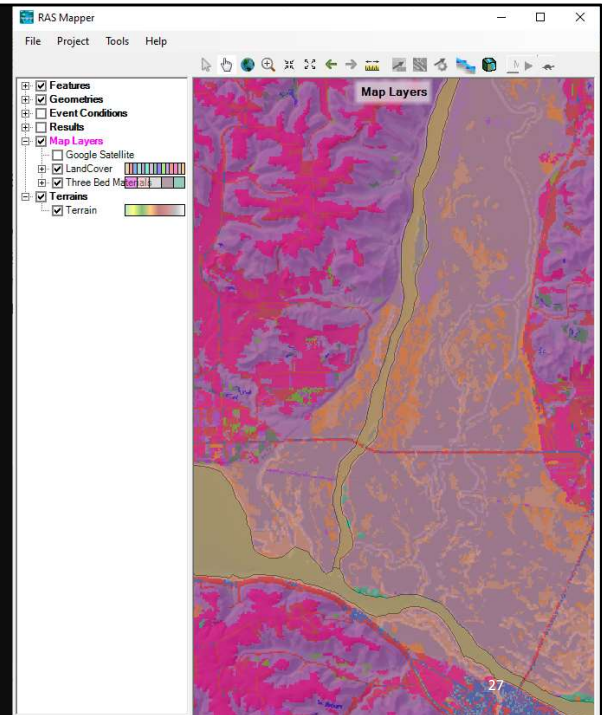 RAS Mapper
File Project Tools Help
Features
Geometries
Event Conditions
Results
Map Layers
Google Satellite
LandCover
Three Bed Materials
Terrains
Terrain
Map Layers
27